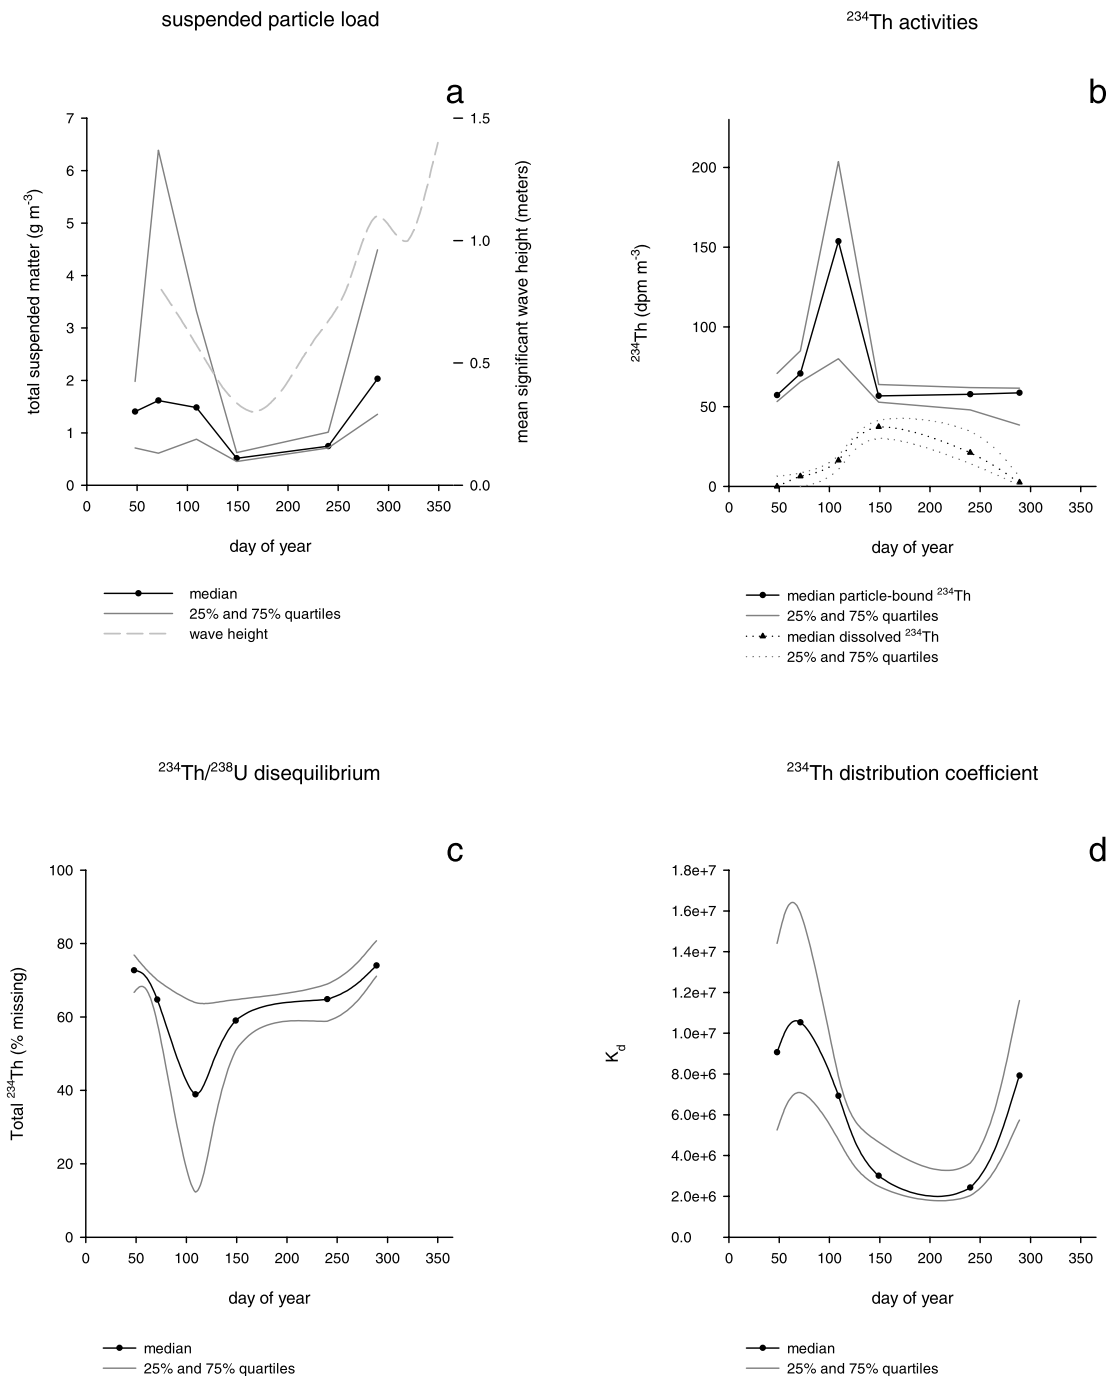 suspended particle load
²³⁴Th activities
a
7
6
5
4
3
2
1
0
1.5
1.0
0.5
0.0
total suspended matter (g m⁻³)
mean significant wave height (meters)
0 50 100 150 200 250 300 350
day of year
median
25% and 75% quartiles
wave height
b
200
150
100
50
0
²³⁴Th (dpm m⁻³)
0 50 100 150 200 250 300 350
day of year
median particle-bound ²³⁴Th
25% and 75% quartiles
median dissolved ²³⁴Th
25% and 75% quartiles
²³⁴Th/²³⁸U disequilibrium
²³⁴Th distribution coefficient
c
100
80
60
40
20
0
Total ²³⁴Th (% missing)
0 50 100 150 200 250 300 350
day of year
median
25% and 75% quartiles
d
1.8e+7
1.6e+7
1.4e+7
1.2e+7
1.0e+7
8.0e+6
6.0e+6
4.0e+6
2.0e+6
0.0
K_d
0 50 100 150 200 250 300 350
day of year
median
25% and 75% quartiles